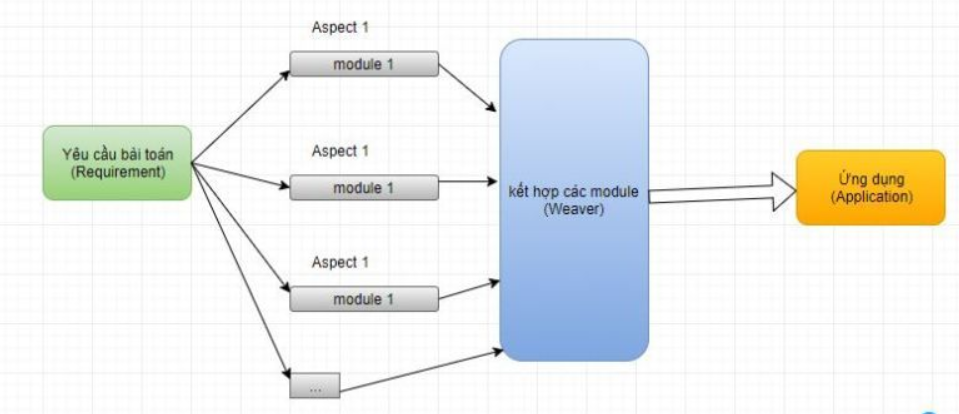 Aspect 1
module 1
Yêu cầu bài toán
(Requirement)
Aspect 1
module 1
kết hợp các module
(Weaver)
Ứng dụng
(Application)
Aspect 1
module 1
...